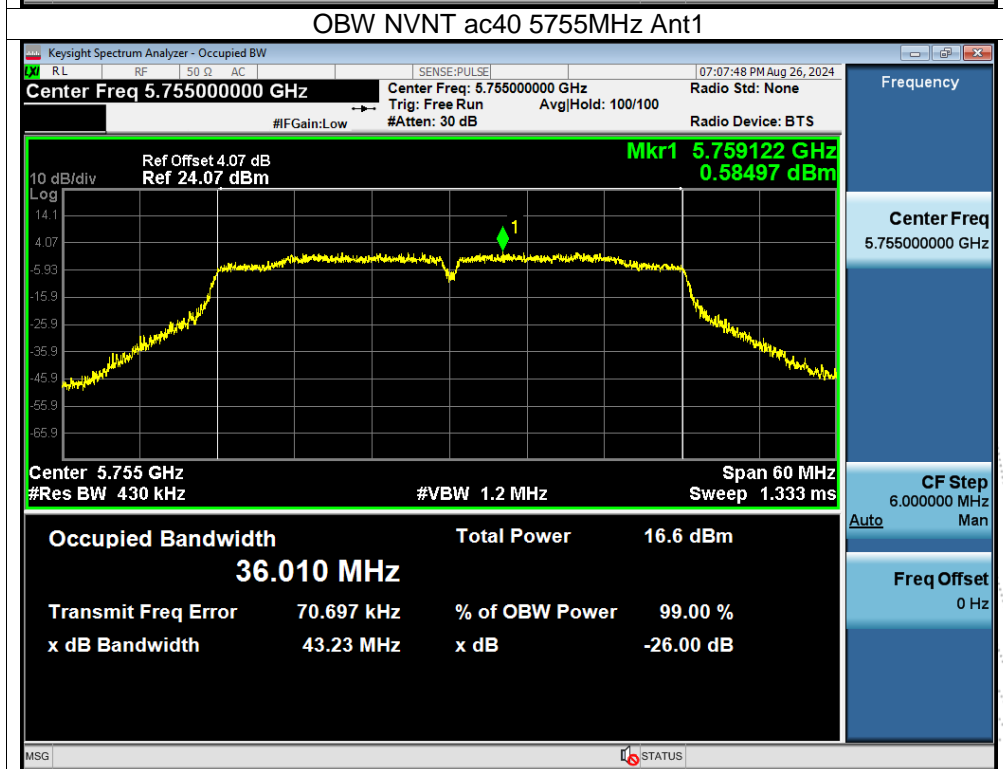 OBW NVNT ac40 5755MHz Ant1
Keysight Spectrum Analyzer - Occupied BW
LXI RL RF 50 Ω AC SENSE:PULSE 07:07:48 PM Aug 26, 2024
Center Freq 5.755000000 GHz
Center Freq: 5.755000000 GHz
Radio Std: None
Trig: Free Run Avg|Hold: 100/100
#IFGain:Low #Atten: 30 dB Radio Device: BTS
Mkr1 5.759122 GHz
0.58497 dBm
Ref Offset 4.07 dB
10 dB/div Ref 24.07 dBm
Log
14.1
4.07
-5.93
-15.9
-25.9
-35.9
-45.9
-55.9
-65.9
1
Center 5.755 GHz Span 60 MHz
#Res BW 430 kHz #VBW 1.2 MHz Sweep 1.333 ms
Occupied Bandwidth Total Power 16.6 dBm
36.010 MHz
Transmit Freq Error 70.697 kHz % of OBW Power 99.00 %
x dB Bandwidth 43.23 MHz x dB -26.00 dB
Frequency
Center Freq
5.755000000 GHz
CF Step
6.000000 MHz
Auto Man
Freq Offset
0 Hz
MSG STATUS